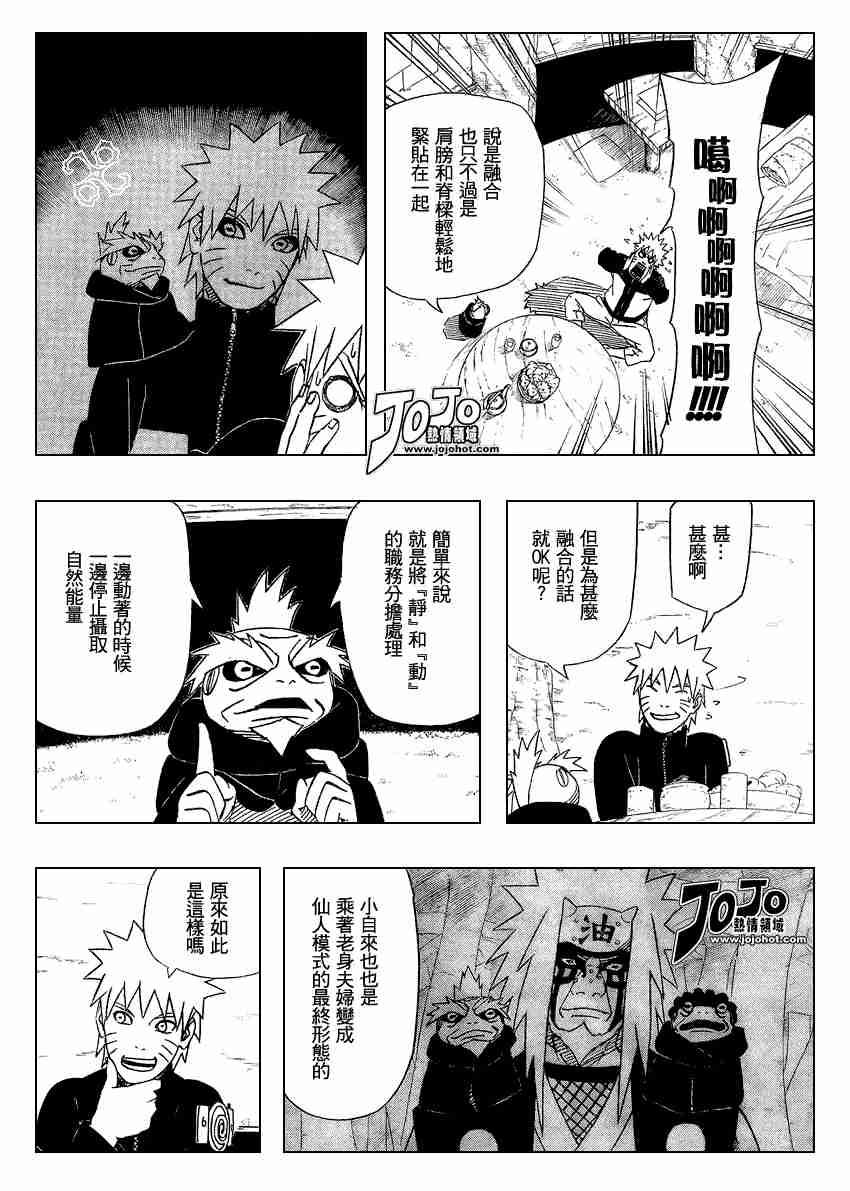 噶啊啊啊啊啊啊啊!!!!!
說是融合
也只不過是
肩膀和脊樑輕鬆地
緊貼在一起
JOJO
熱情領域
www.jojohot.com
甚…
甚麼啊
但是為甚麼
融合的話
就OK呢?
簡單來說
就是將『靜』和『動』
的職務分擔處理
一邊動著的時候
一邊停止攝取
自然能量
油
JOJO
熱情領域
www.jojohot.com
小自來也也是
乘著老身夫婦變成
仙人模式的最終形態的
原來如此
是這樣嗎